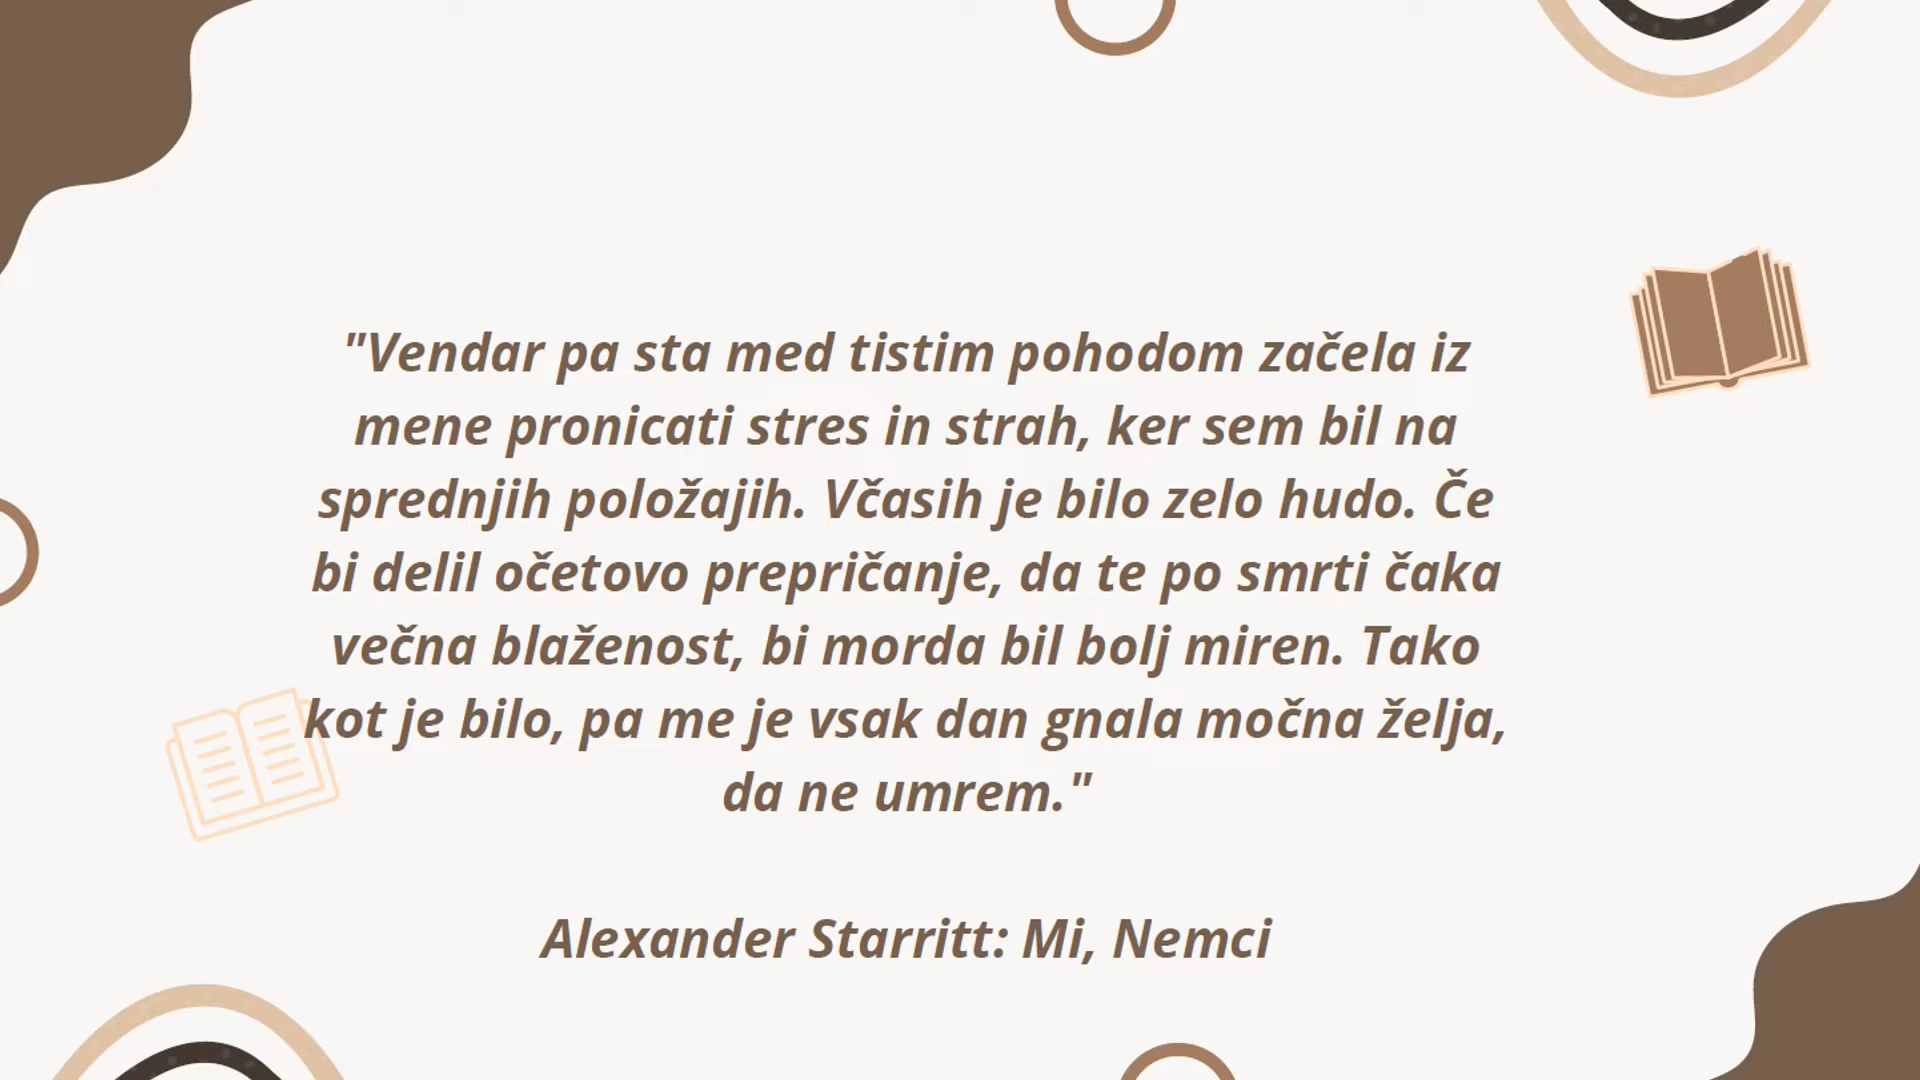 "Vendar pa sta med tistim pohodom začela iz
mene pronicati stres in strah, ker sem bil na
sprednjih položajih. Včasih je bilo zelo hudo. Če
bi delil očetovo prepričanje, da te po smrti čaka
večna blaženost, bi morda bil bolj miren. Tako
kot je bilo, pa me je vsak dan gnala močna želja,
da ne umrem."
Alexander Starritt: Mi, Nemci